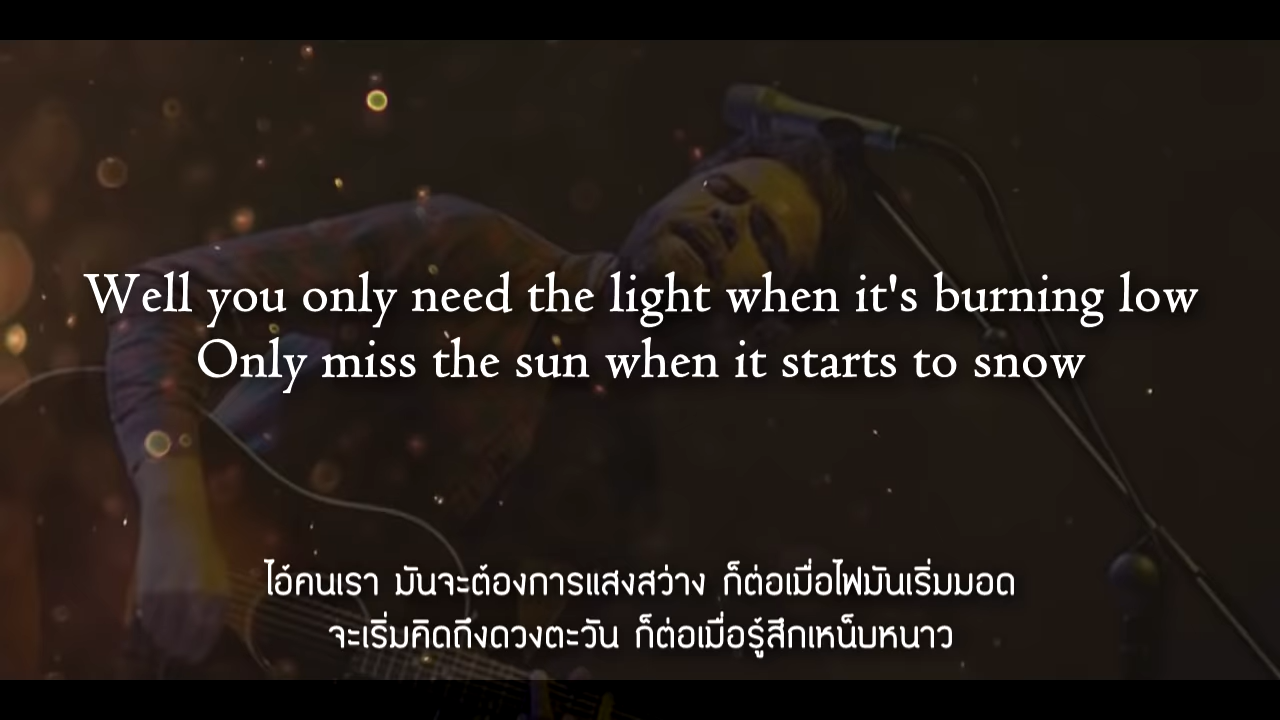 Well you only need the light when it's burning low
Only miss the sun when it starts to snow
ไอ้คนเรา มันจะต้องการแสงสว่าง ก็ต่อเมื่อไฟมันเริ่มมอด
จะเริ่มคิดถึงดวงตะวัน ก็ต่อเมื่อรู้สึกเหน็บหนาว